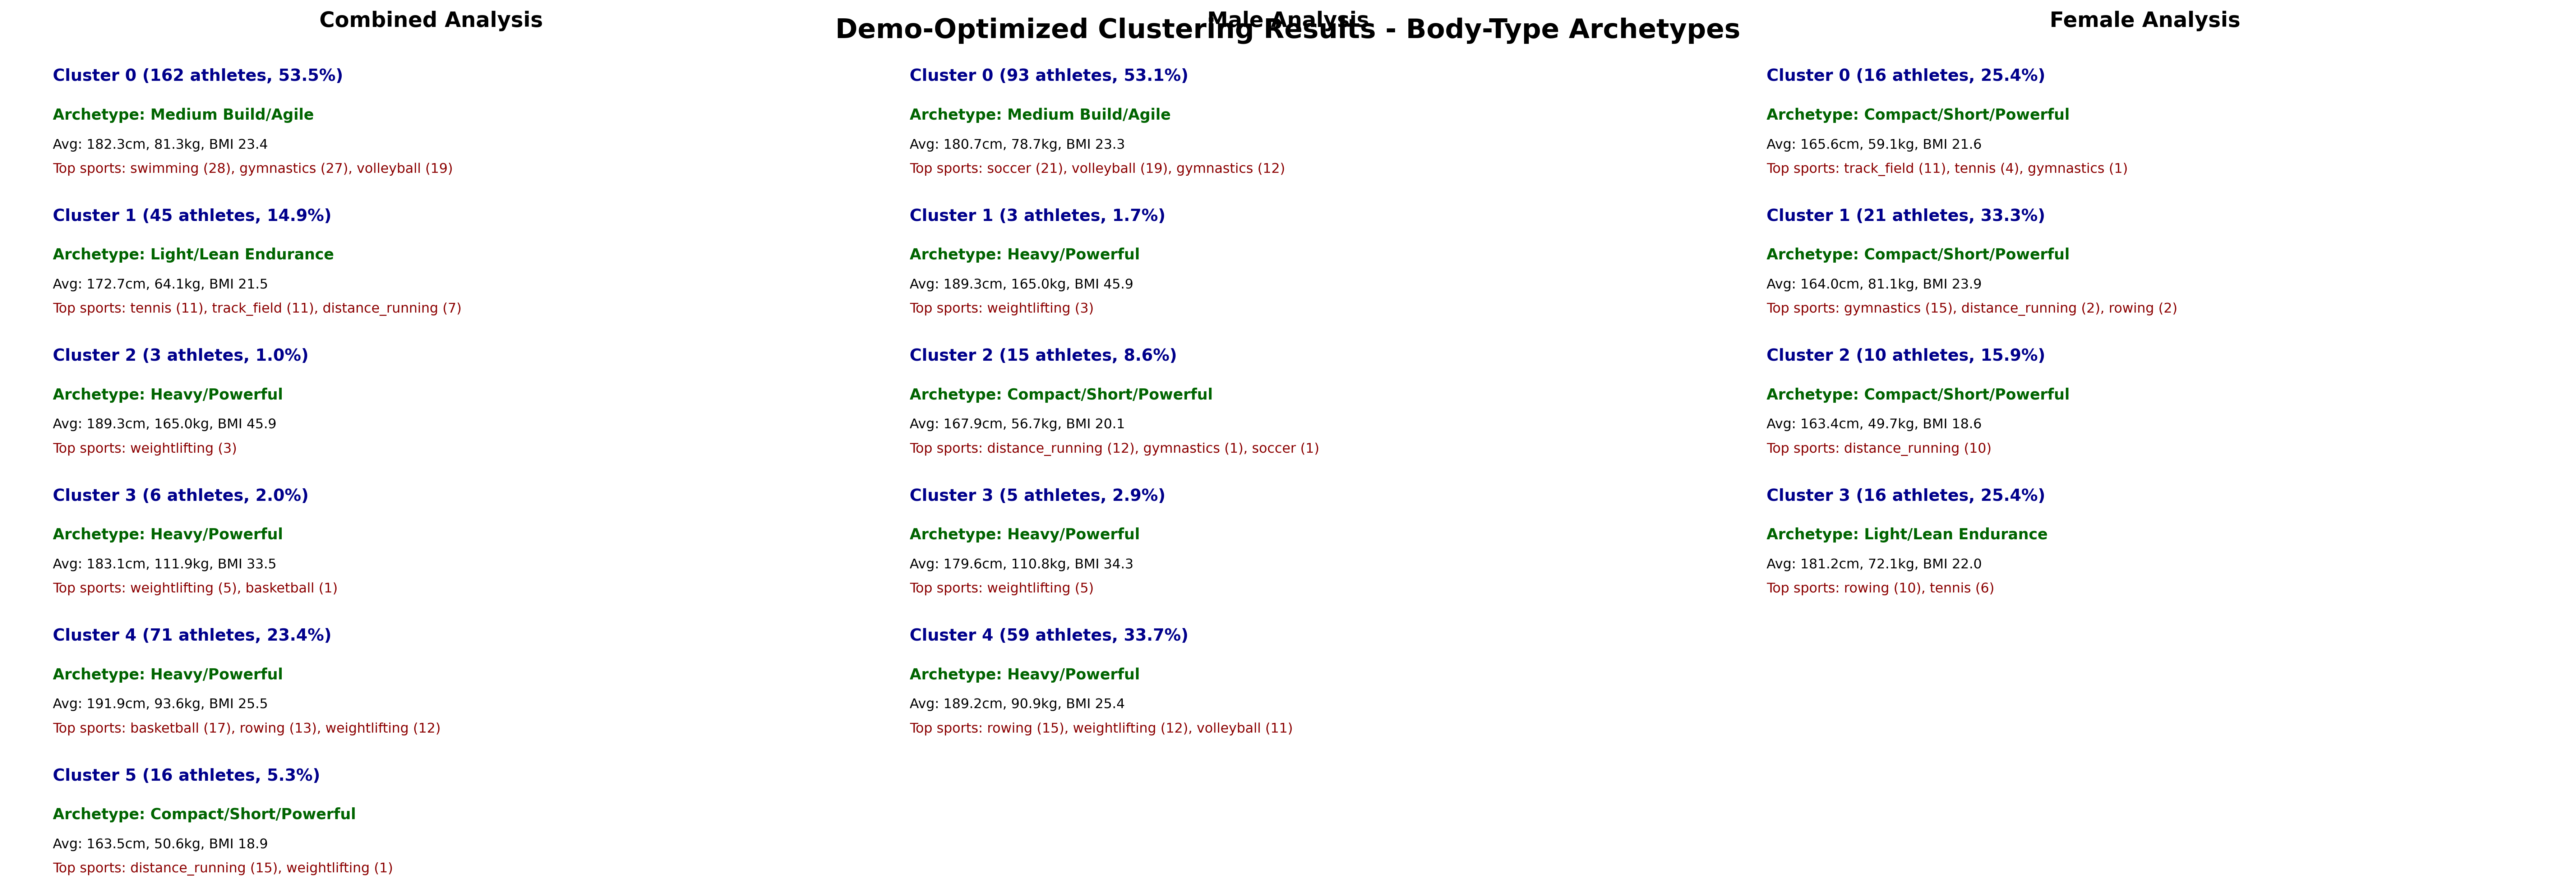 Demo-Optimized Clustering Results - Body-Type Archetypes
Combined Analysis
Cluster 0 (162 athletes, 53.5%)
Archetype: Medium Build/Agile
Avg: 182.3cm, 81.3kg, BMI 23.4
Top sports: swimming (28), gymnastics (27), volleyball (19)
Cluster 1 (45 athletes, 14.9%)
Archetype: Light/Lean Endurance
Avg: 172.7cm, 64.1kg, BMI 21.5
Top sports: tennis (11), track_field (11), distance_running (7)
Cluster 2 (3 athletes, 1.0%)
Archetype: Heavy/Powerful
Avg: 189.3cm, 165.0kg, BMI 45.9
Top sports: weightlifting (3)
Cluster 3 (6 athletes, 2.0%)
Archetype: Heavy/Powerful
Avg: 183.1cm, 111.9kg, BMI 33.5
Top sports: weightlifting (5), basketball (1)
Cluster 4 (71 athletes, 23.4%)
Archetype: Heavy/Powerful
Avg: 191.9cm, 93.6kg, BMI 25.5
Top sports: basketball (17), rowing (13), weightlifting (12)
Cluster 5 (16 athletes, 5.3%)
Archetype: Compact/Short/Powerful
Avg: 163.5cm, 50.6kg, BMI 18.9
Top sports: distance_running (15), weightlifting (1)
Male Analysis
Cluster 0 (93 athletes, 53.1%)
Archetype: Medium Build/Agile
Avg: 180.7cm, 78.7kg, BMI 23.3
Top sports: soccer (21), volleyball (19), gymnastics (12)
Cluster 1 (3 athletes, 1.7%)
Archetype: Heavy/Powerful
Avg: 189.3cm, 165.0kg, BMI 45.9
Top sports: weightlifting (3)
Cluster 2 (15 athletes, 8.6%)
Archetype: Compact/Short/Powerful
Avg: 167.9cm, 56.7kg, BMI 20.1
Top sports: distance_running (12), gymnastics (1), soccer (1)
Cluster 3 (5 athletes, 2.9%)
Archetype: Heavy/Powerful
Avg: 179.6cm, 110.8kg, BMI 34.3
Top sports: weightlifting (5)
Cluster 4 (59 athletes, 33.7%)
Archetype: Heavy/Powerful
Avg: 189.2cm, 90.9kg, BMI 25.4
Top sports: rowing (15), weightlifting (12), volleyball (11)
Female Analysis
Cluster 0 (16 athletes, 25.4%)
Archetype: Compact/Short/Powerful
Avg: 165.6cm, 59.1kg, BMI 21.6
Top sports: track_field (11), tennis (4), gymnastics (1)
Cluster 1 (21 athletes, 33.3%)
Archetype: Compact/Short/Powerful
Avg: 164.0cm, 81.1kg, BMI 23.9
Top sports: gymnastics (15), distance_running (2), rowing (2)
Cluster 2 (10 athletes, 15.9%)
Archetype: Compact/Short/Powerful
Avg: 163.4cm, 49.7kg, BMI 18.6
Top sports: distance_running (10)
Cluster 3 (16 athletes, 25.4%)
Archetype: Light/Lean Endurance
Avg: 181.2cm, 72.1kg, BMI 22.0
Top sports: rowing (10), tennis (6)